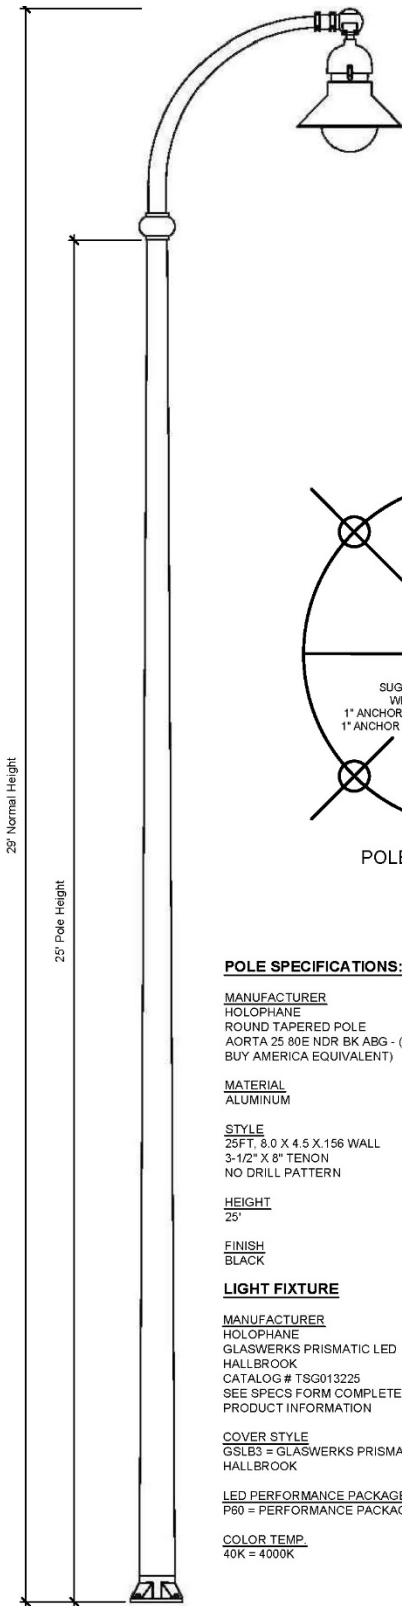 29' Normal Height
25' Pole Height
SUG
1" ANCHOR
1" ANCHOR
POLE
POLE SPECIFICATIONS:
MANUFACTURER
HOLOPHANE
ROUND TAPERED POLE
AORTA 25 80E NDR BK ABG - (
BUY AMERICA EQUIVALENT)
MATERIAL
ALUMINUM
STYLE
25FT, 8.0 X 4.5 X.156 WALL
3-1/2" X 8" TENON
NO DRILL PATTERN
HEIGHT
25'
FINISH
BLACK
LIGHT FIXTURE
MANUFACTURER
HOLOPHANE
GLASWERKS PRISMATIC LED
HALLBROOK
CATALOG # TSG013225
SEE SPECS FORM COMPLETE
PRODUCT INFORMATION
COVER STYLE
GSLB3 = GLASWERKS PRISMA
HALLBROOK
LED PERFORMANCE PACKAGE
P60 = PERFORMANCE PACKAG
COLOR TEMP.
40K = 4000K